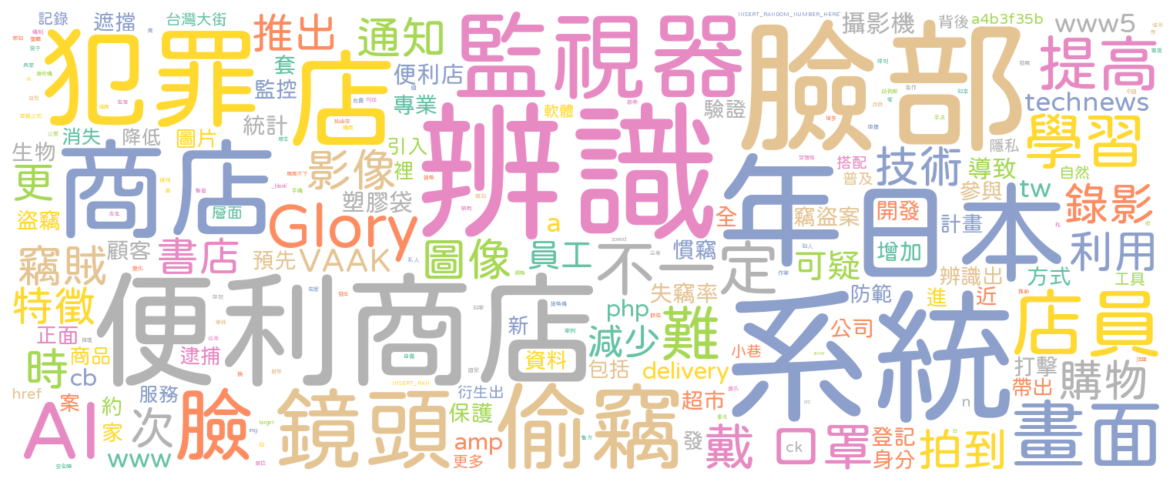 記錄 遮擋 台灣大街 推出 通知 監視器 INSERT_RANDOM_NUMBER_HERE 攝影機 背後 a4b3f35b www5
犯罪 店 套 便利店 臉部 提高
監控 專業 軟體 驗證 technews
消失 降低 圖片 統計 引入 辨識 隱私 學習
生物 商店 影像 裡 年 技術 搭配 導致 自然
更 塑膠袋 普及 參與 tw 錄影
盜竊 層面 Glory a 全 竊盜案 開發 計畫 日本
竊賊 顧客 書店 預先 VAAK 圖像 員工 不一定 慣竊 可疑 增加 利用
辨識出 方式 工具
特徵 便利商店 失竊率 防範 進 近 店員
正面 php 新 減少 難 系統 公司
時 商品 逮捕 資料 包括 小巷 打擊
href cb 服務 衍生出 delivery 帶出 購物
AI 案 約 臉 鏡頭 保護 偷竊 超市 n
家 次 amp 發 戴 口罩 ck 登記 拍到 畫面
www 更多 身分